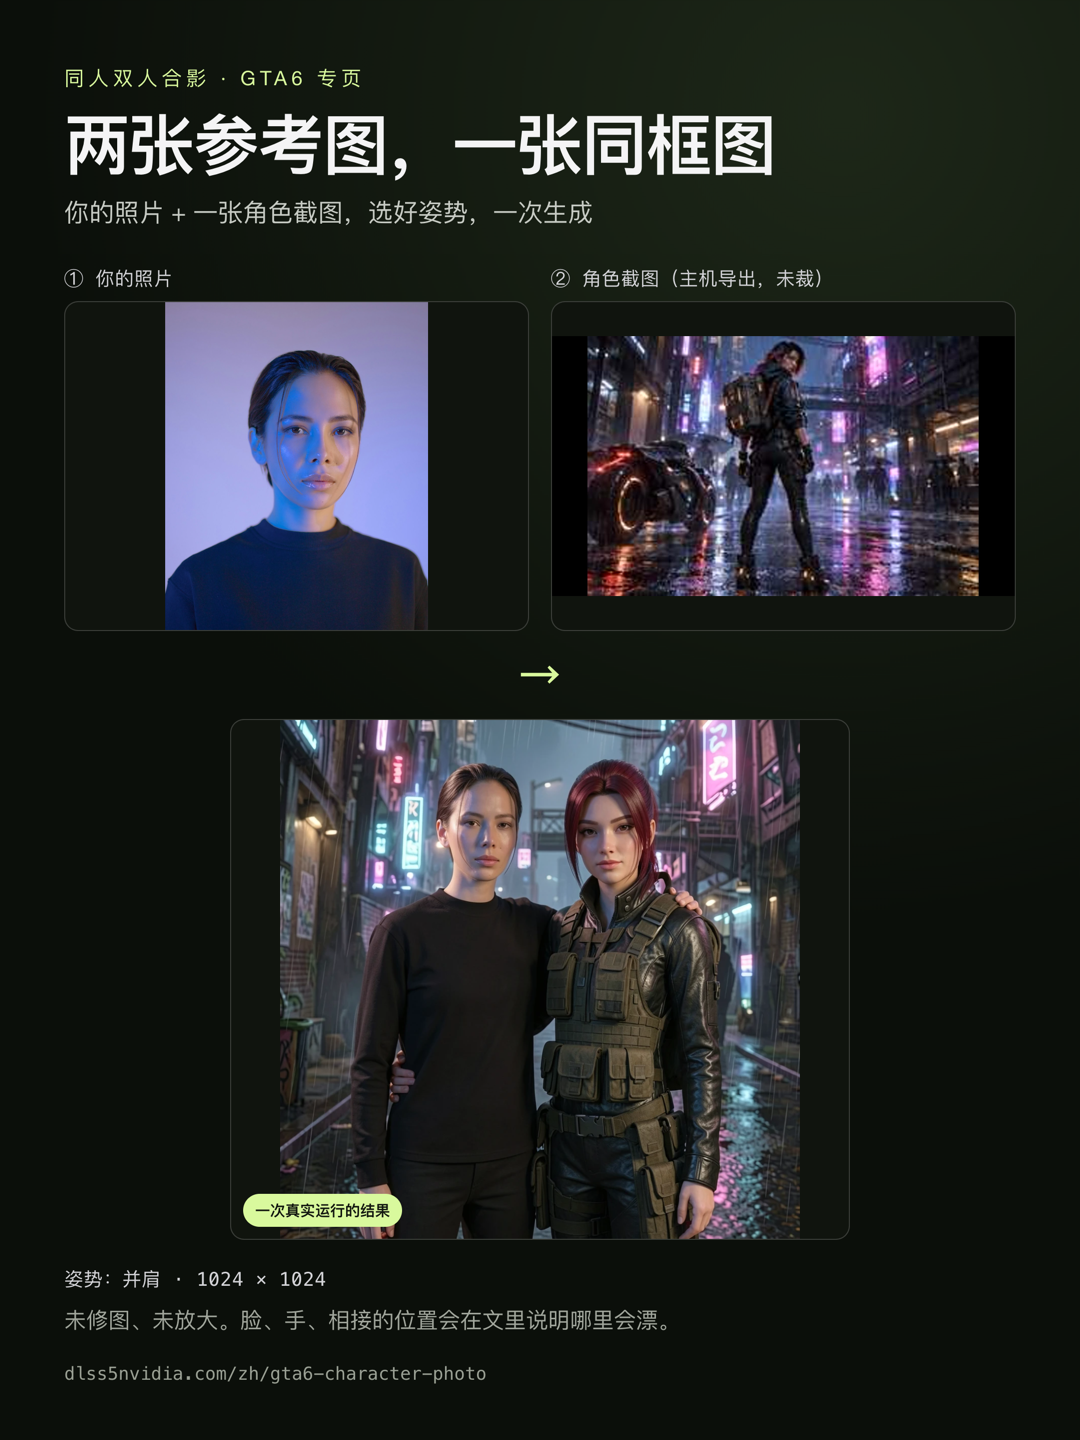 同人双人合影 · GTA6 专页
两张参考图，一张同框图
你的照片 + 一张角色截图，选好姿势，一次生成
① 你的照片
② 角色截图（主机导出，未裁）
→
一次真实运行的结果
姿势：并肩 · 1024 × 1024
未修图、未放大。脸、手、相接的位置会在文里说明哪里会漂。
dlss5nvidia.com/zh/gta6-character-photo